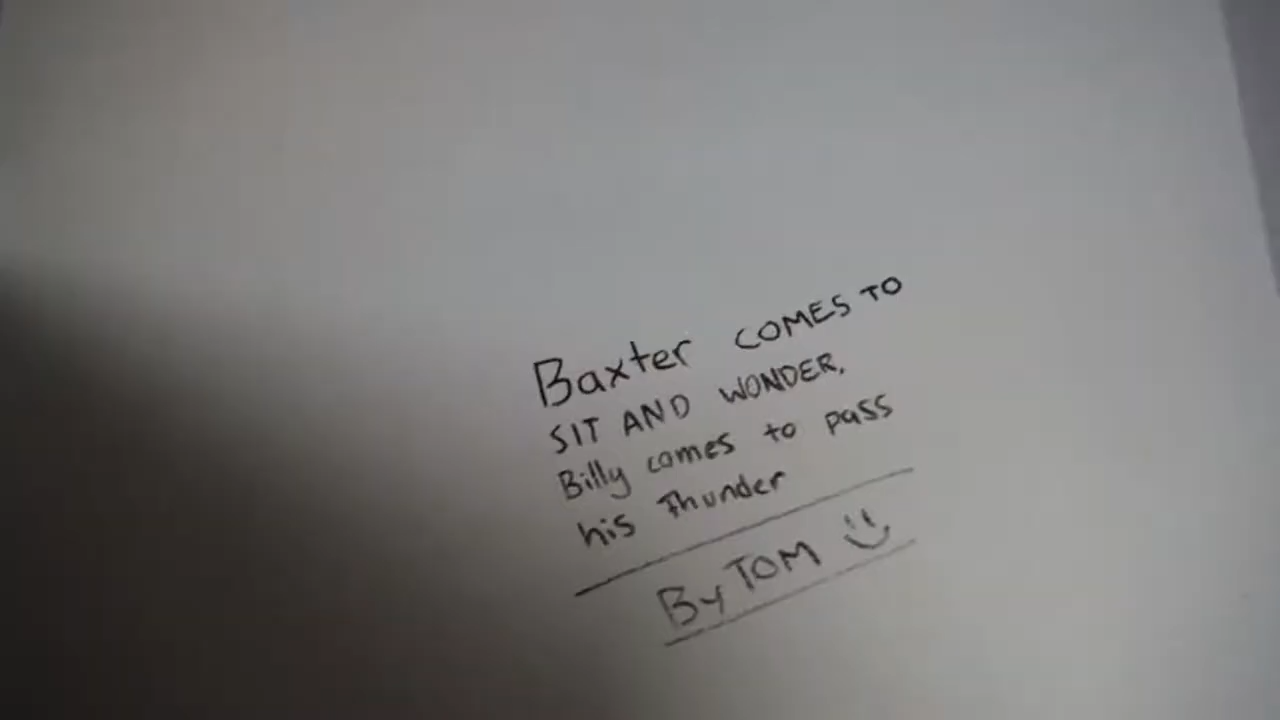 Baxter COMES TO
SIT AND WONDER,
Billy comes to pass
his thunder
By TOM